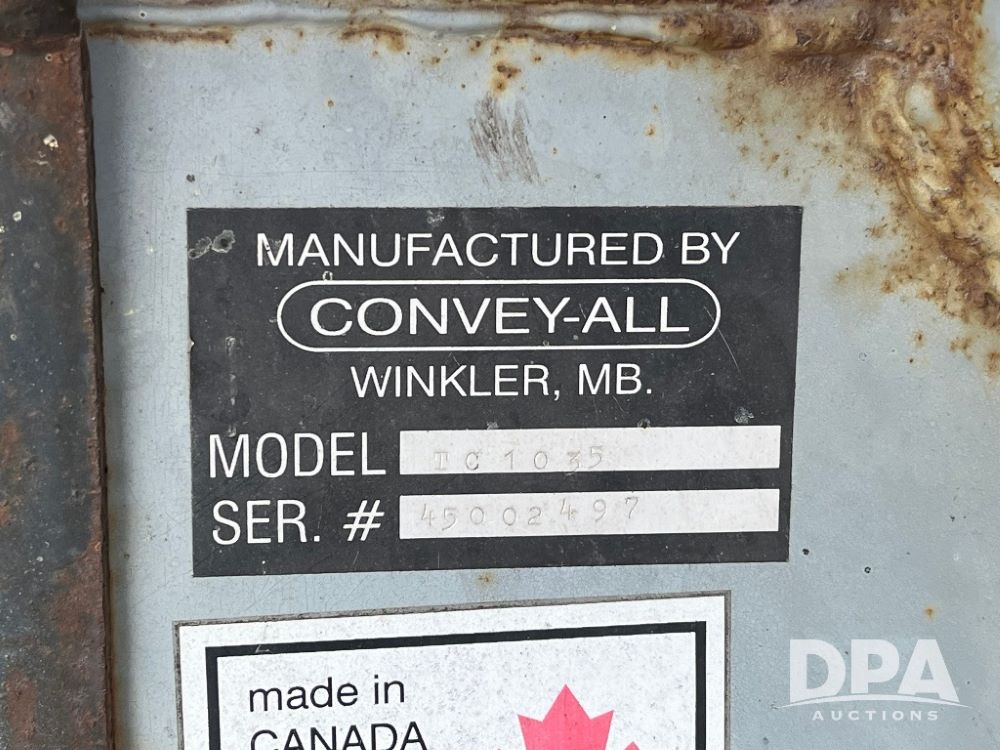 MANUFACTURED BY
CONVEY-ALL
WINKLER, MB.
MODEL TC1035
SER. # 45002497
made in
CANADA
DPA
AUCTIONS